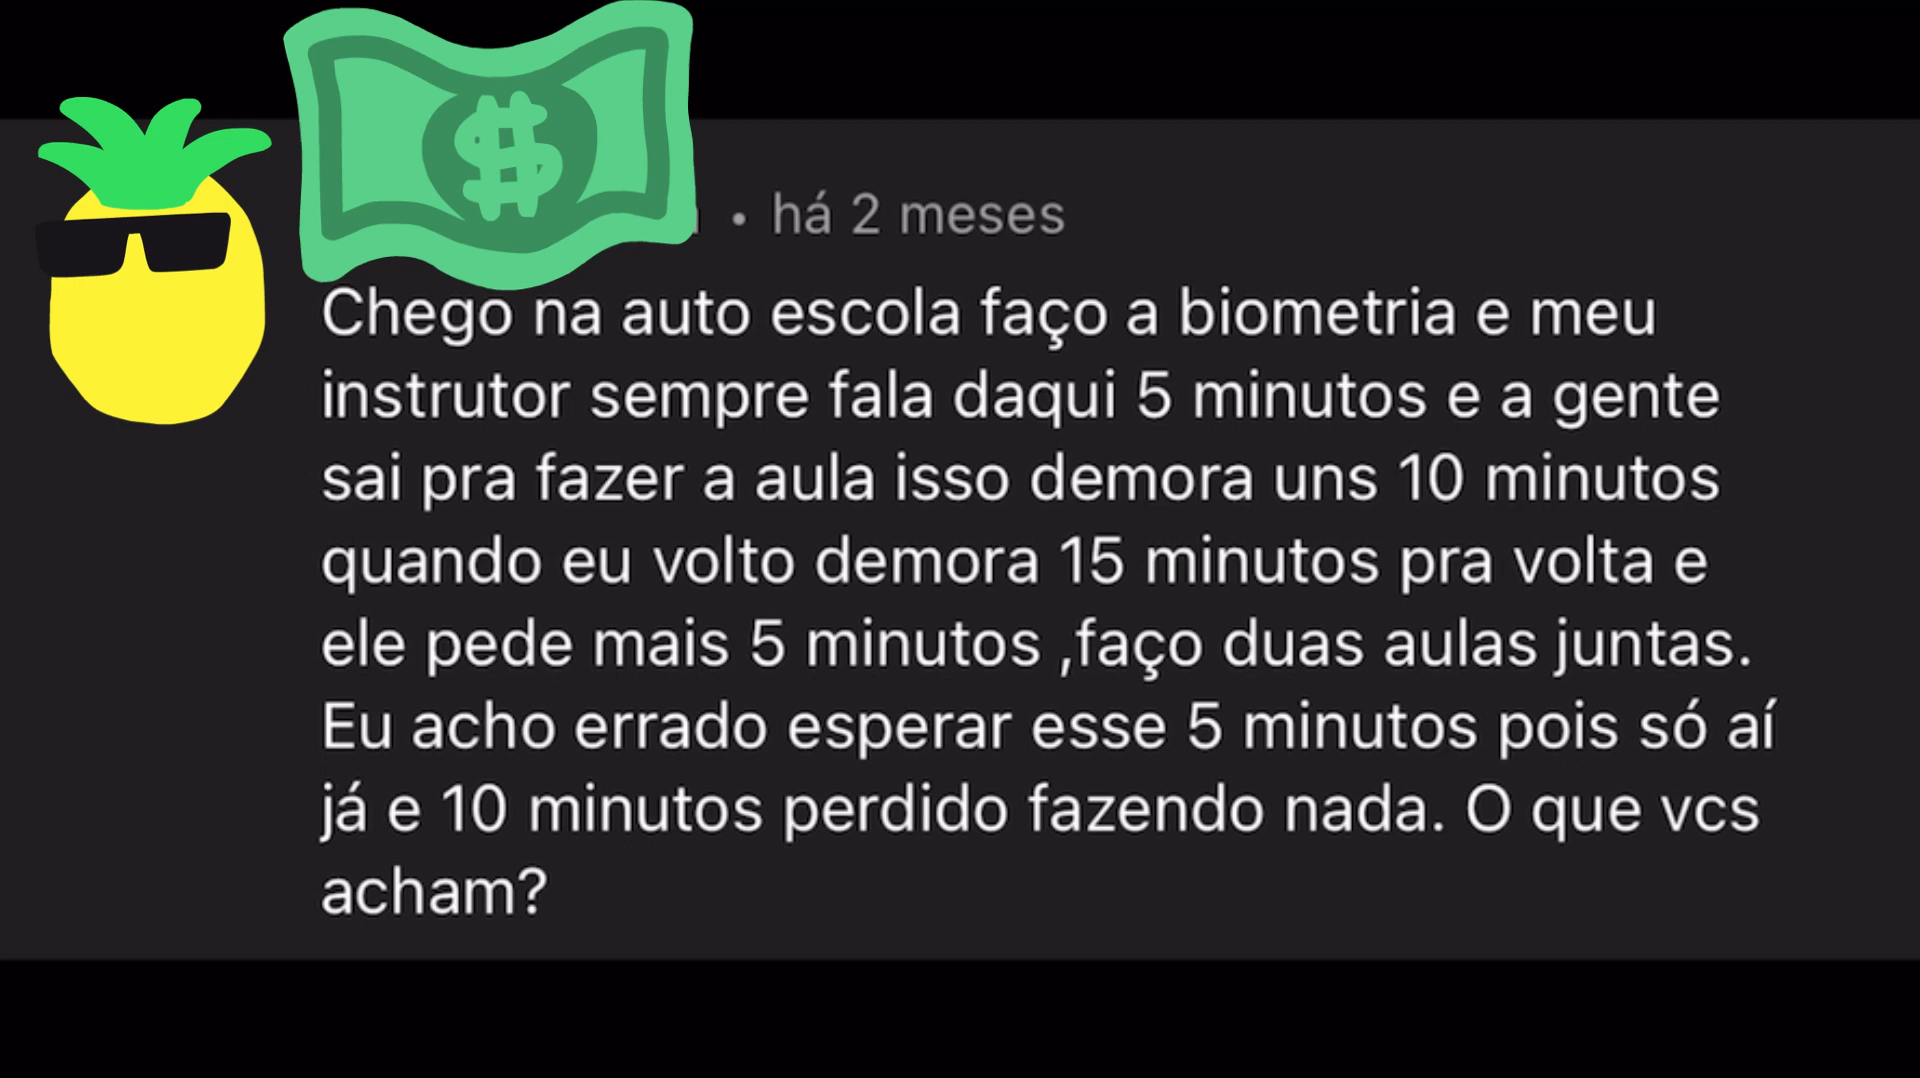 $
• há 2 meses
Chego na auto escola faço a biometria e meu
instrutor sempre fala daqui 5 minutos e a gente
sai pra fazer a aula isso demora uns 10 minutos
quando eu volto demora 15 minutos pra volta e
ele pede mais 5 minutos ,faço duas aulas juntas.
Eu acho errado esperar esse 5 minutos pois só aí
já e 10 minutos perdido fazendo nada. O que vcs
acham?